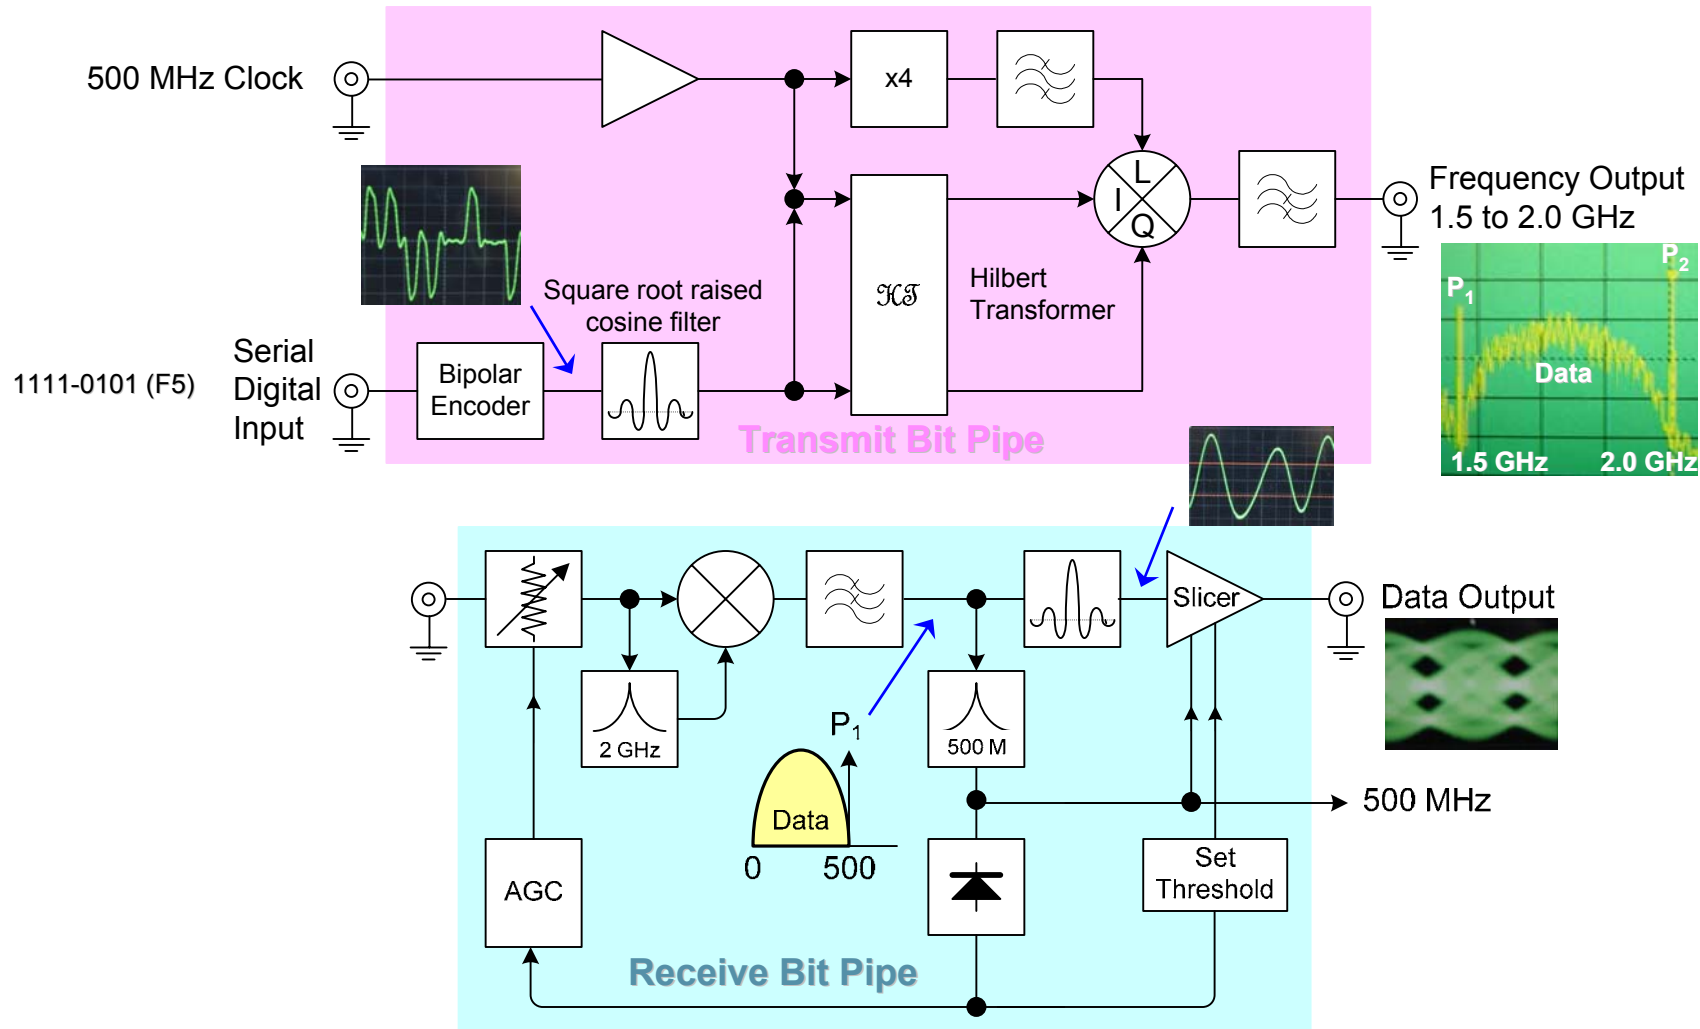 500 MHz Clock
x4
L
I
Q
Frequency Output
1.5 to 2.0 GHz
P2
P1
Data
1.5 GHz 2.0 GHz
Square root raised
cosine filter
ℋ𝒯
Hilbert
Transformer
Serial
Digital
Input
1111-0101 (F5)
Bipolar
Encoder
Transmit Bit Pipe
Slicer
Data Output
2 GHz
P1
500 M
Data
0 500
500 MHz
AGC
Set
Threshold
Receive Bit Pipe